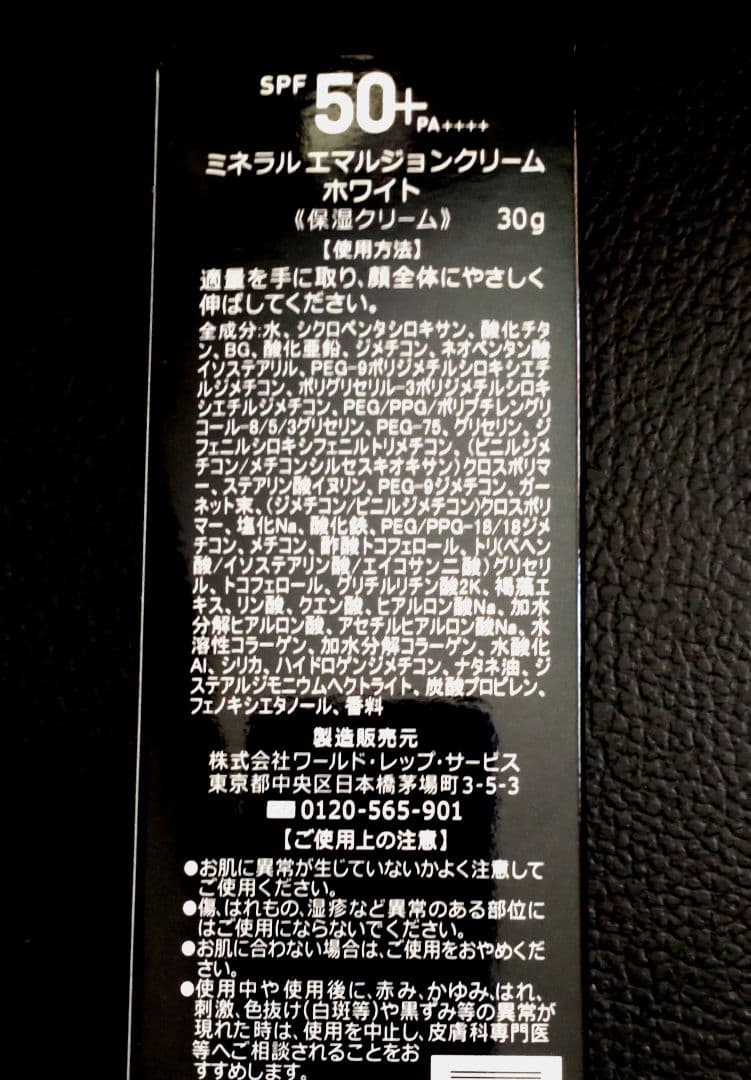 SPF 50+ PA++++
ミネラル エマルジョンクリーム
ホワイト
《保湿クリーム》 30g
【使用方法】
適量を手に取り、顔全体にやさしく
伸ばしてください。
全成分:水、シクロペンタシロキサン、酸化チタ
ン、BG、酸化亜鉛、ジメチコン、ネオペンタン酸
イソステアリル、PEG-9ポリジメチルシロキシエチ
ルジメチコン、ポリグリセリル-3ポリジメチルシロキ
シエチルジメチコン、PEG/PPG/ポリブチレングリ
コール-8/5/3グリセリン、PEG-75、グリセリン、ジ
フェニルシロキシフェニルトリメチコン、(ビニルジメ
チコン/メチコンシルセスキオキサン)クロスポリマ
ー、ステアリン酸イヌリン、PEG-9ジメチコン、ガー
ネット末、(ジメチコン/ビニルジメチコン)クロスポリ
マー、塩化Na、酸化鉄、PEG/PPG-18/18ジメ
チコン、メチコン、酢酸トコフェロール、トリ(ベヘン
酸/イソステアリン酸/エイコサン二酸)グリセリ
ル、トコフェロール、グリチルリチン酸2K、褐藻エ
キス、リン酸、クエン酸、ヒアルロン酸Na、加水
分解ヒアルロン酸、アセチルヒアルロン酸Na、水
溶性コラーゲン、加水分解コラーゲン、水酸化
Al、シリカ、ハイドロゲンジメチコン、ナタネ油、ジ
ステアルジモニウムヘクトライト、炭酸プロピレン、
フェノキシエタノール、香料
製造販売元
株式会社ワールド・レップ・サービス
東京都中央区日本橋茅場町3-5-3
0120-565-901
【ご使用上の注意】
●お肌に異常が生じていないかよく注意して
ご使用ください。
●傷、はれもの、湿疹など異常のある部位に
はご使用にならないでください。
●お肌に合わない場合は、ご使用をおやめくだ
さい。
●使用中や使用後に、赤み、かゆみ、はれ、
刺激、色抜け(白斑等)や黒ずみ等の異常が
現れた時は、使用を中止し、皮膚科専門医
等へご相談されることをお
すすめします。